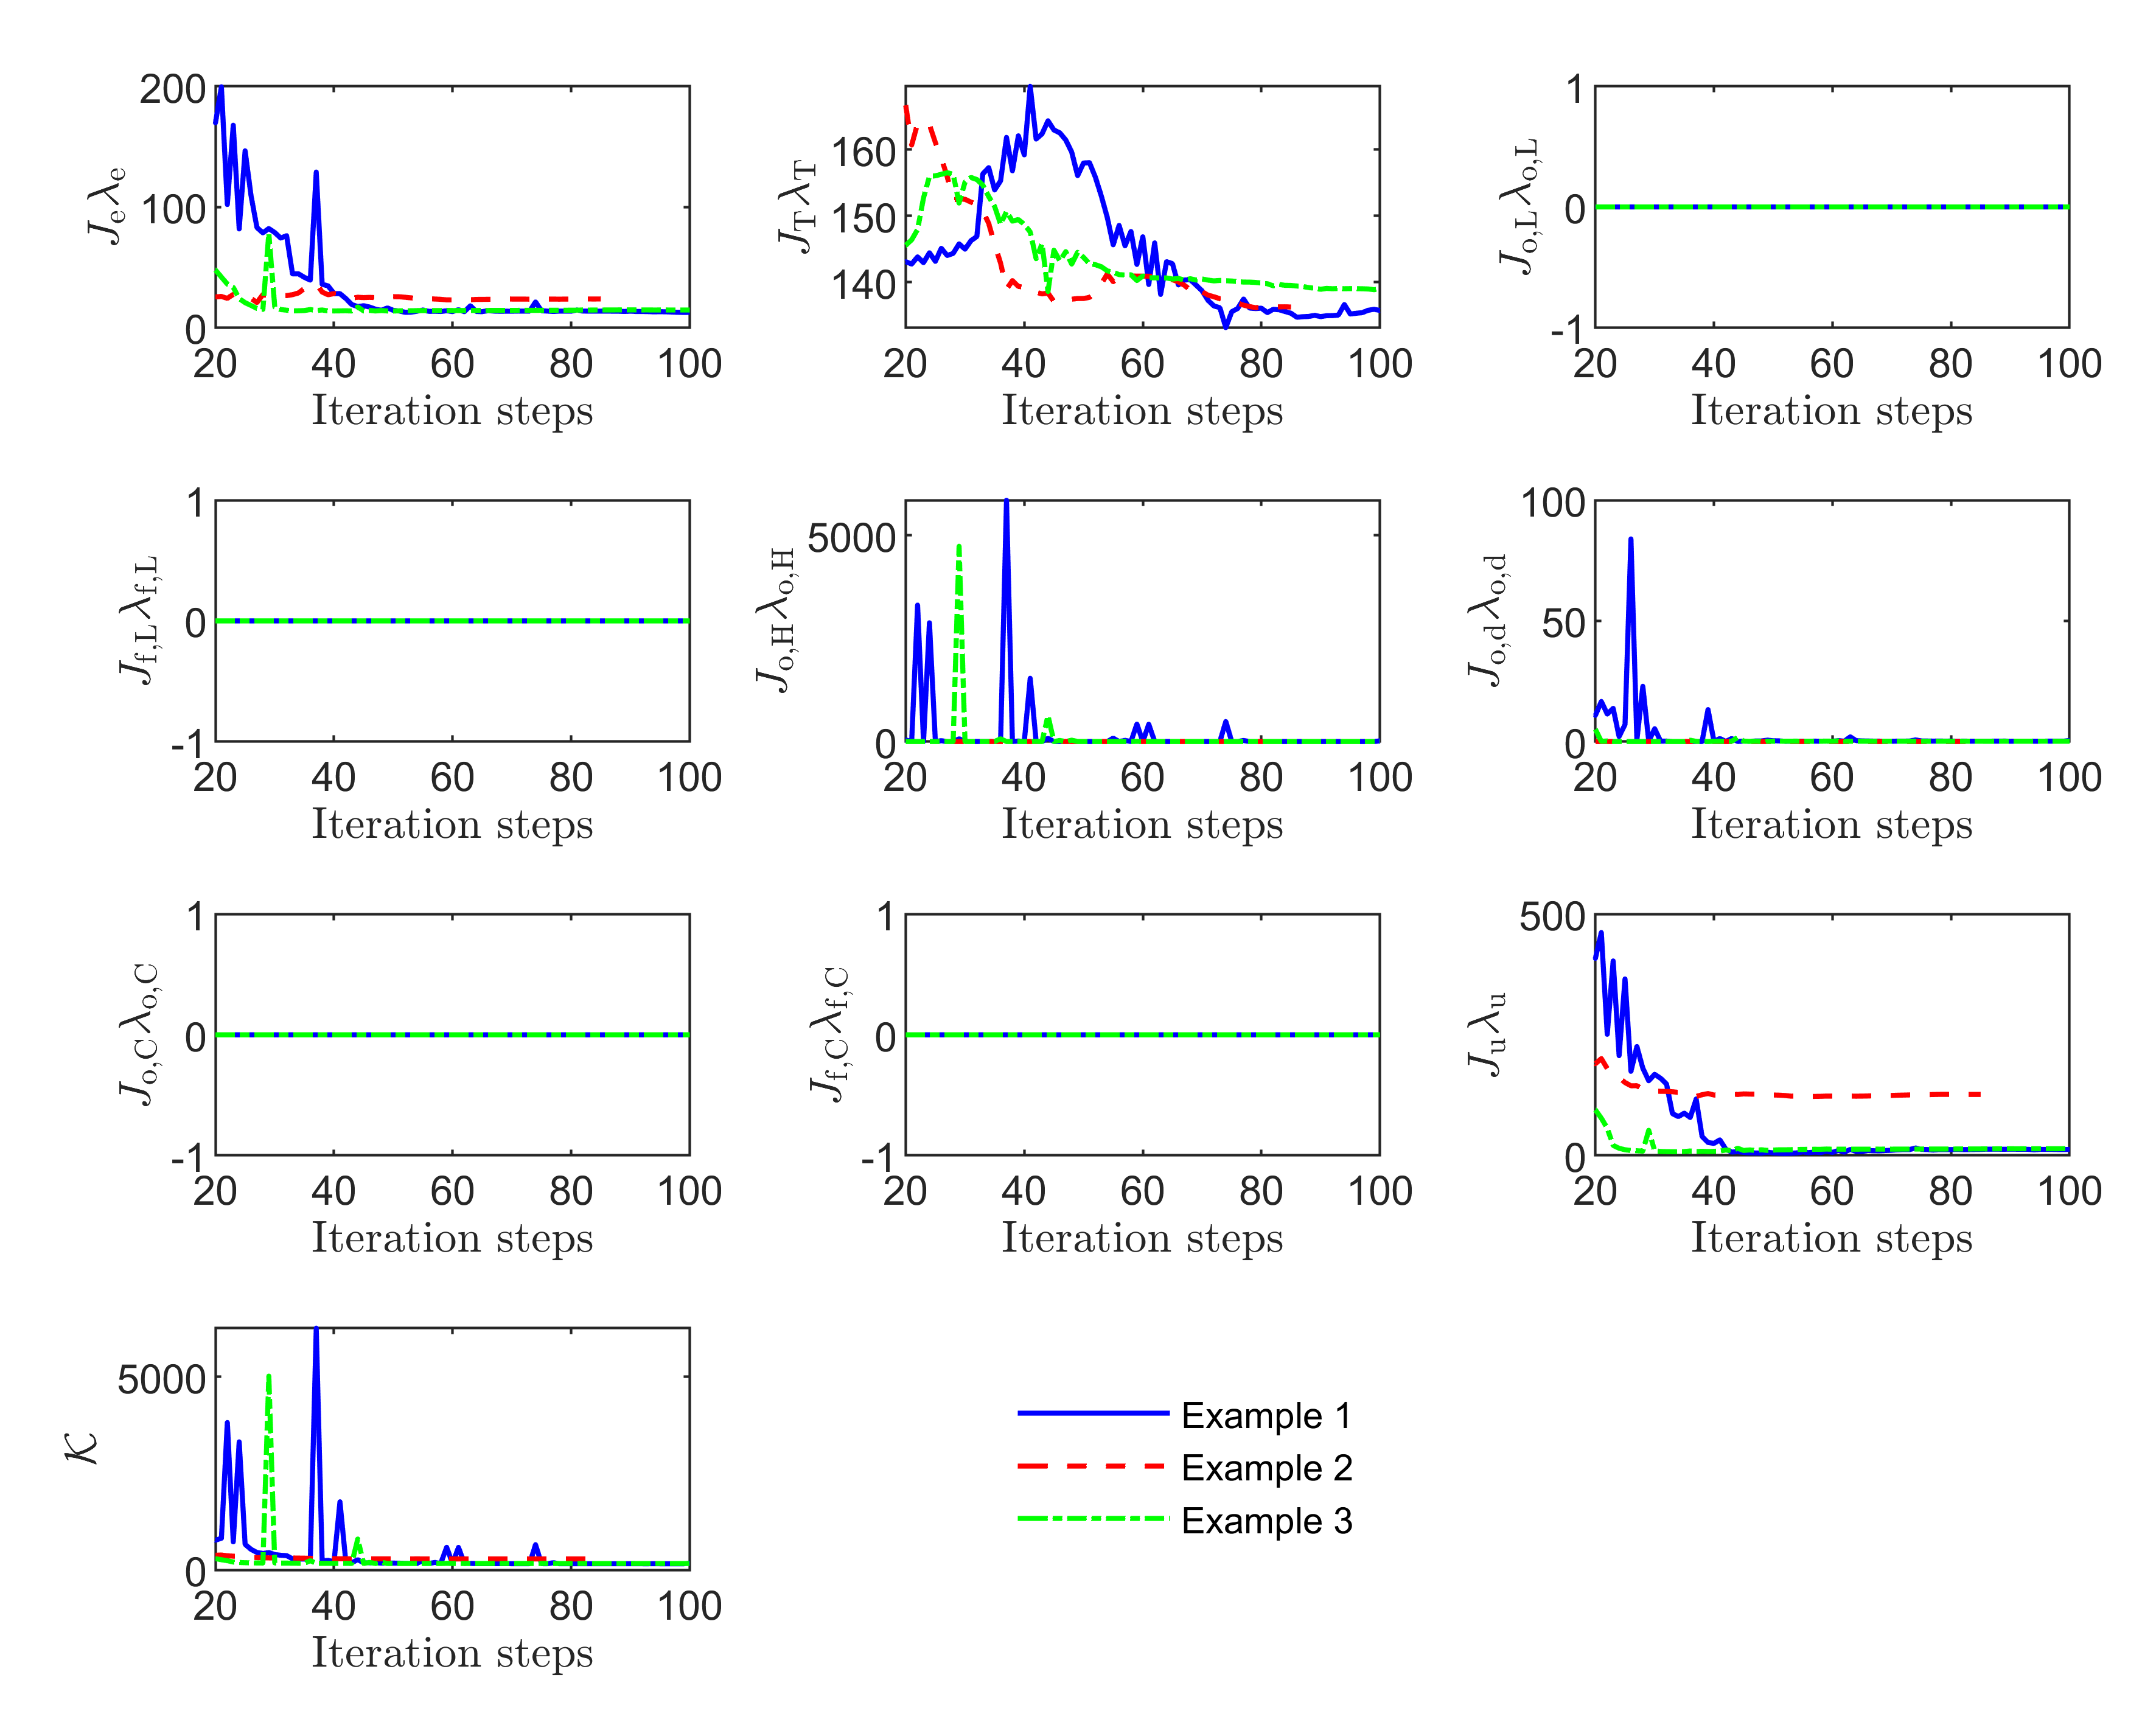 200
100
0
20 40 60 80 100
J_e λ_e
Iteration steps
160
150
140
20 40 60 80 100
J_T λ_T
Iteration steps
1
0
-1
20 40 60 80 100
J_o,L λ_o,L
Iteration steps
1
0
-1
20 40 60 80 100
J_f,L λ_f,L
Iteration steps
5000
0
20 40 60 80 100
J_o,H λ_o,H
Iteration steps
100
50
0
20 40 60 80 100
J_o,d λ_o,d
Iteration steps
1
0
-1
20 40 60 80 100
J_o,C λ_o,C
Iteration steps
1
0
-1
20 40 60 80 100
J_f,C λ_f,C
Iteration steps
500
0
20 40 60 80 100
J_u λ_u
Iteration steps
5000
0
20 40 60 80 100
𝒦
Iteration steps
Example 1
Example 2
Example 3